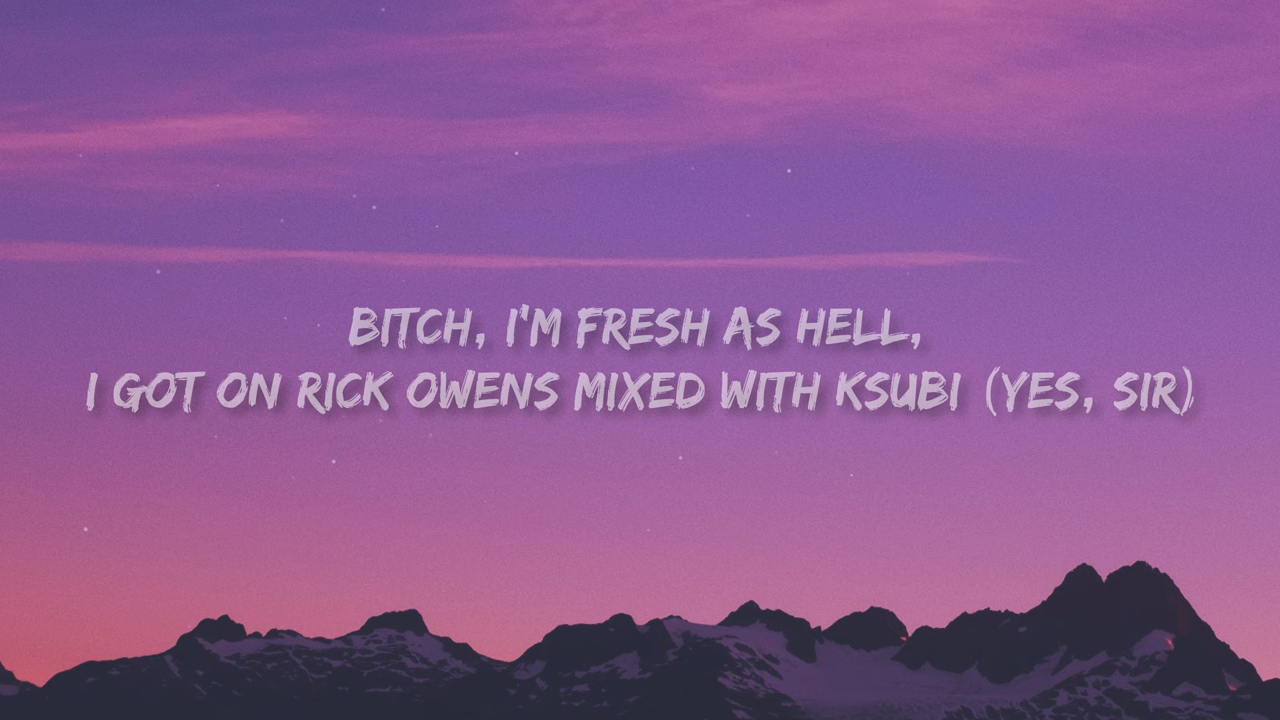 BITCH, I'M FRESH AS HELL,
I GOT ON RICK OWENS MIXED WITH KSUBI (YES, SIR)